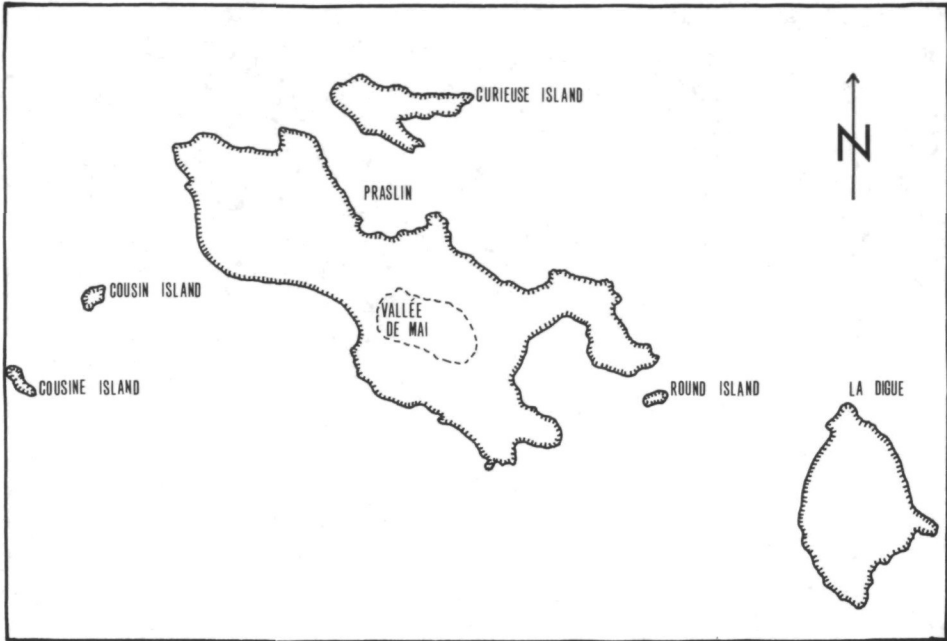 CURIEUSE ISLAND
N
PRASLIN
COUSIN ISLAND
VALLÉE
DE MAI
COUSINE ISLAND
ROUND ISLAND
LA DIGUE